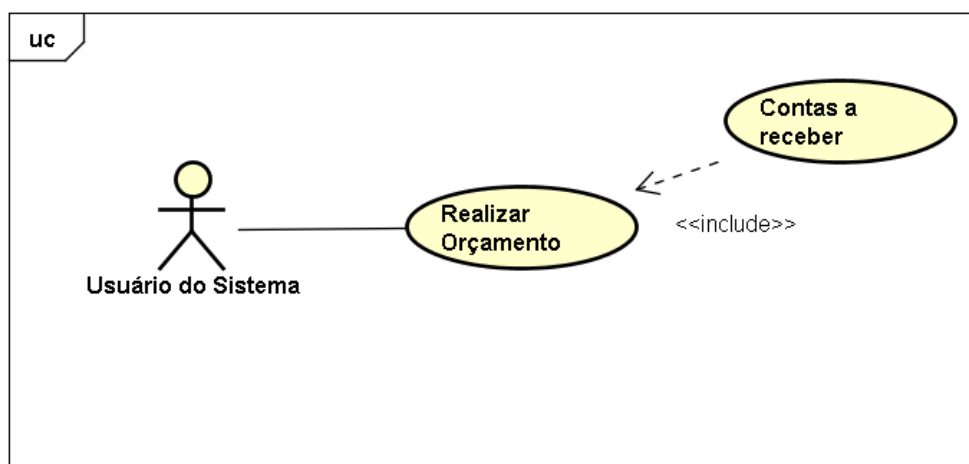 uc
Contas a
receber
Realizar
Orçamento
<<include>>
Usuário do Sistema